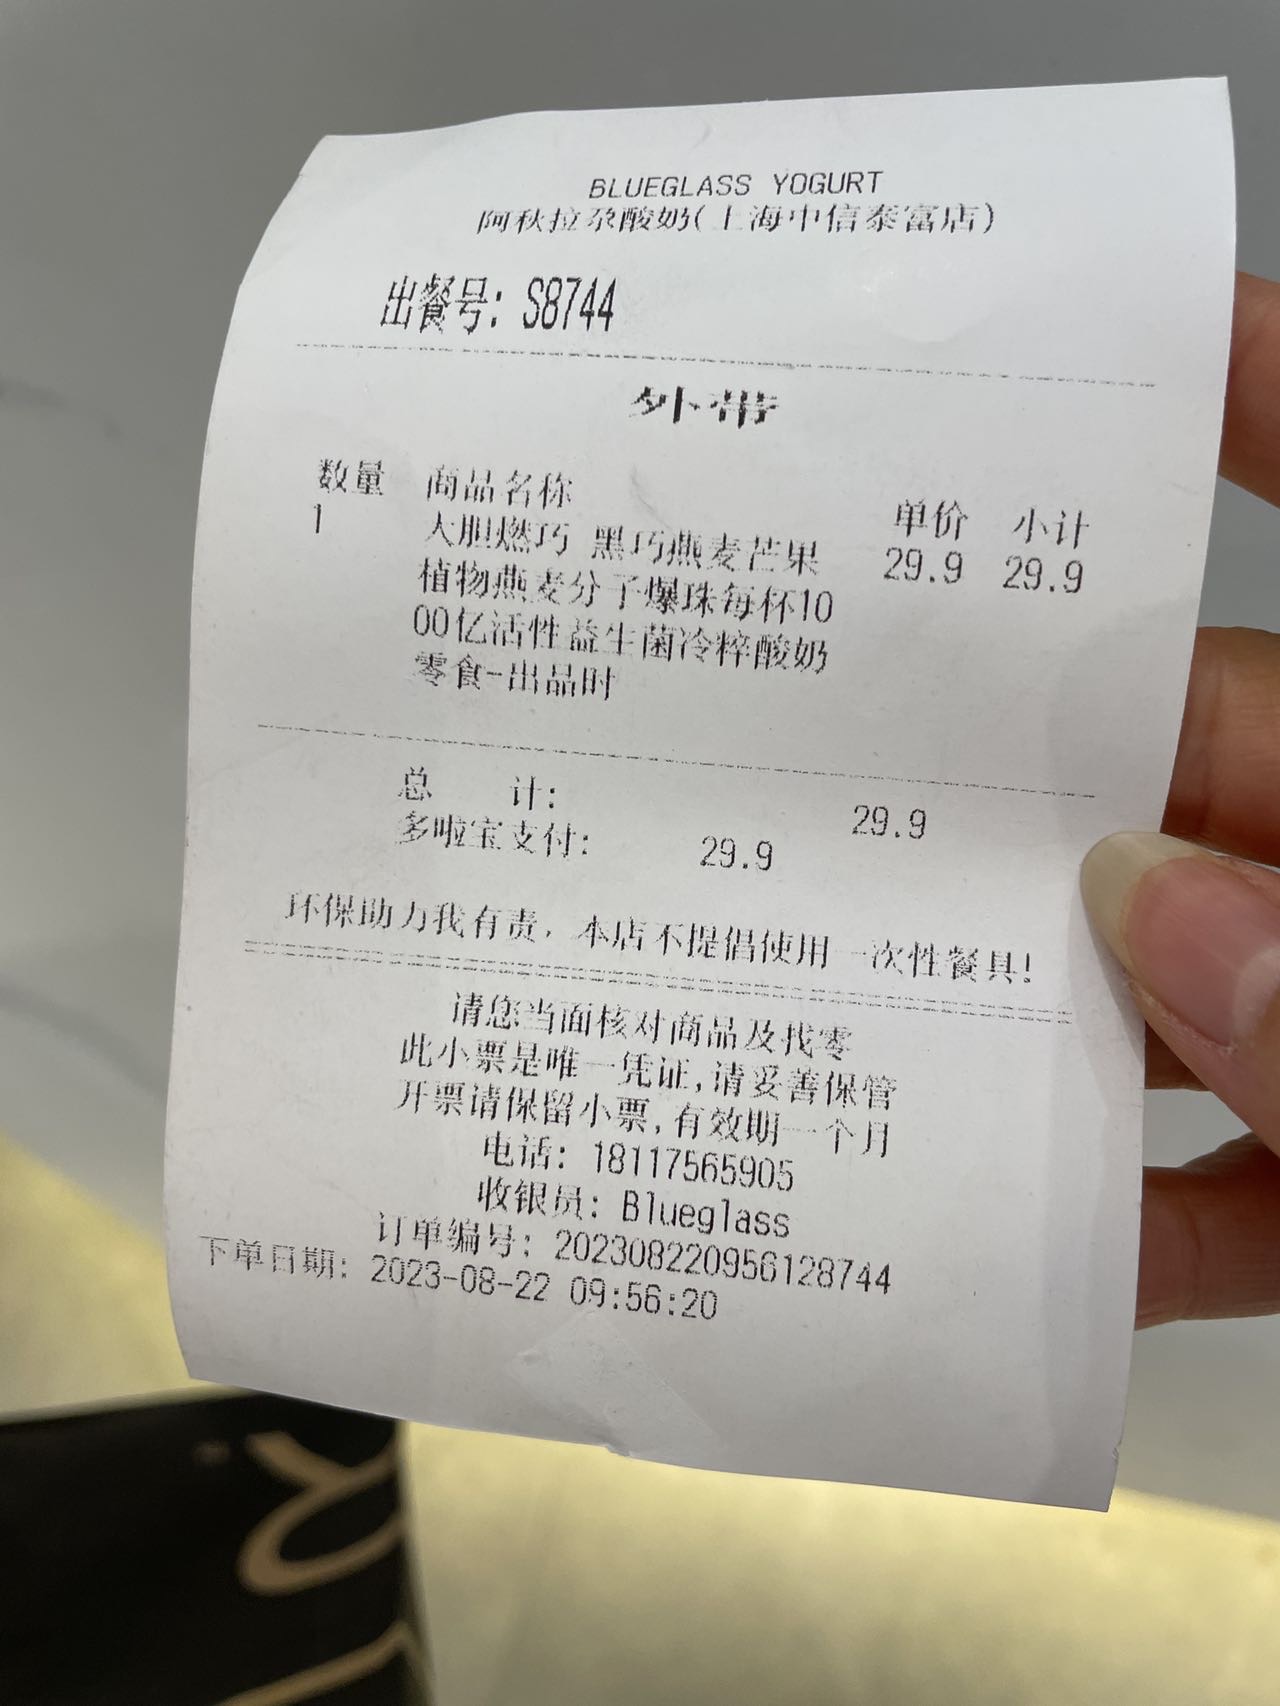 BLUEGLASS YOGURT
阿秋拉尕酸奶(上海中信泰富店)
出餐号: S8744
外带
数量 商品名称 单价 小计
1 大胆燃巧 黑巧燕麦芒果 29.9 29.9
植物燕麦分子爆珠每杯10
00亿活性益生菌冷粹酸奶
零食-出品时
总 计: 29.9
多啦宝支付: 29.9
环保助力我有责，本店不提倡使用一次性餐具!
请您当面核对商品及找零
此小票是唯一凭证,请妥善保管
开票请保留小票,有效期一个月
电话: 18117565905
收银员: Blueglass
订单编号: 202308220956128744
下单日期: 2023-08-22 09:56:20